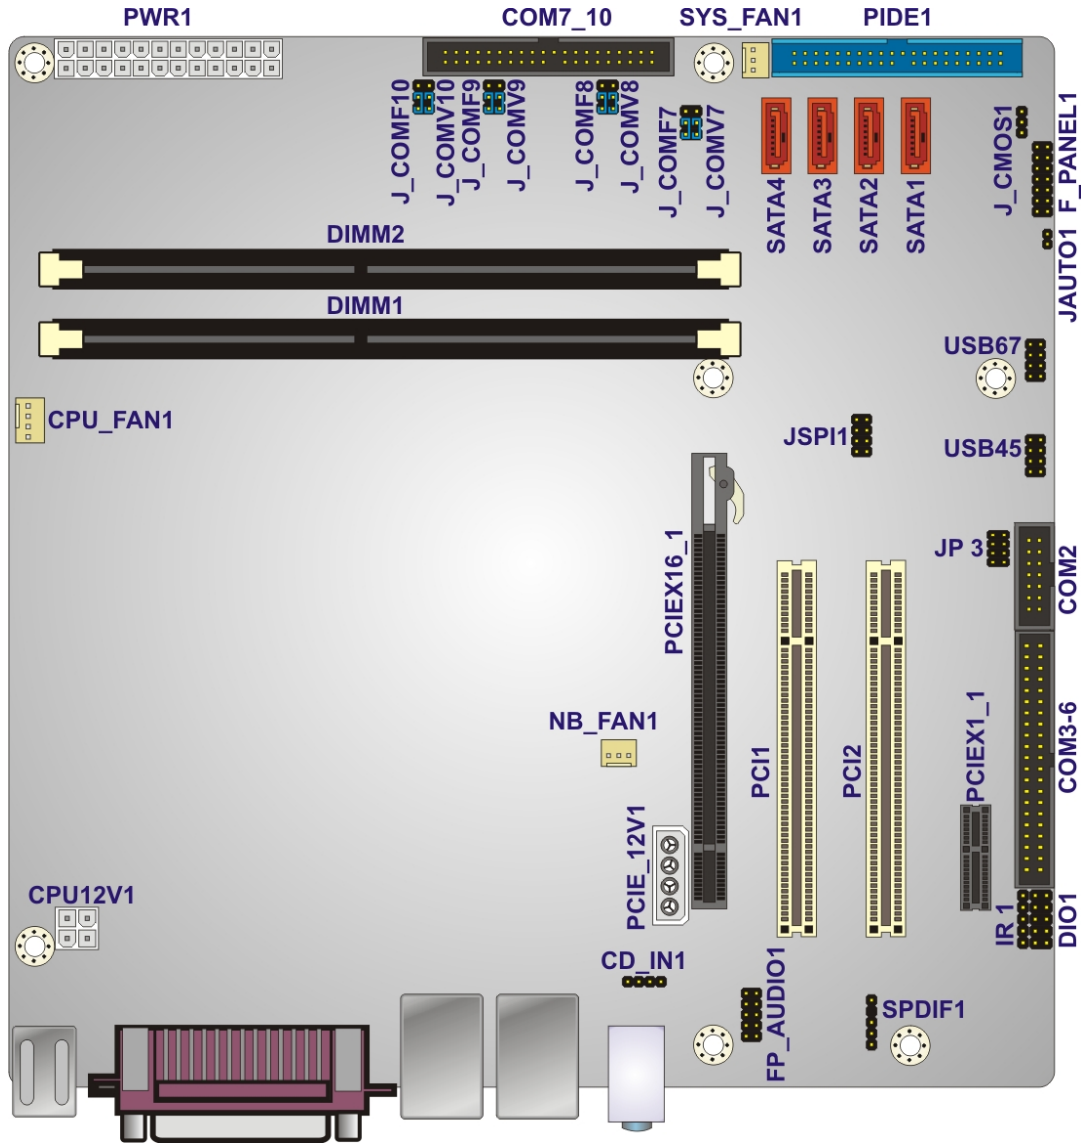 PWR1
COM7_10
SYS_FAN1
PIDE1
J_COMF10
J_COMV10
J_COMF9
J_COMV9
J_COMF8
J_COMV8
J_COMF7
J_COMV7
SATA4
SATA3
SATA2
SATA1
J_CMOS1
F_PANEL1
JAUTO1
DIMM2
DIMM1
USB67
CPU_FAN1
JSPI1
USB45
PCIEX16_1
JP 3
COM2
NB_FAN1
PCI1
PCI2
PCIEX1_1
COM3-6
PCIE_12V1
CPU12V1
IR 1
DIO1
CD_IN1
FP_AUDIO1
SPDIF1